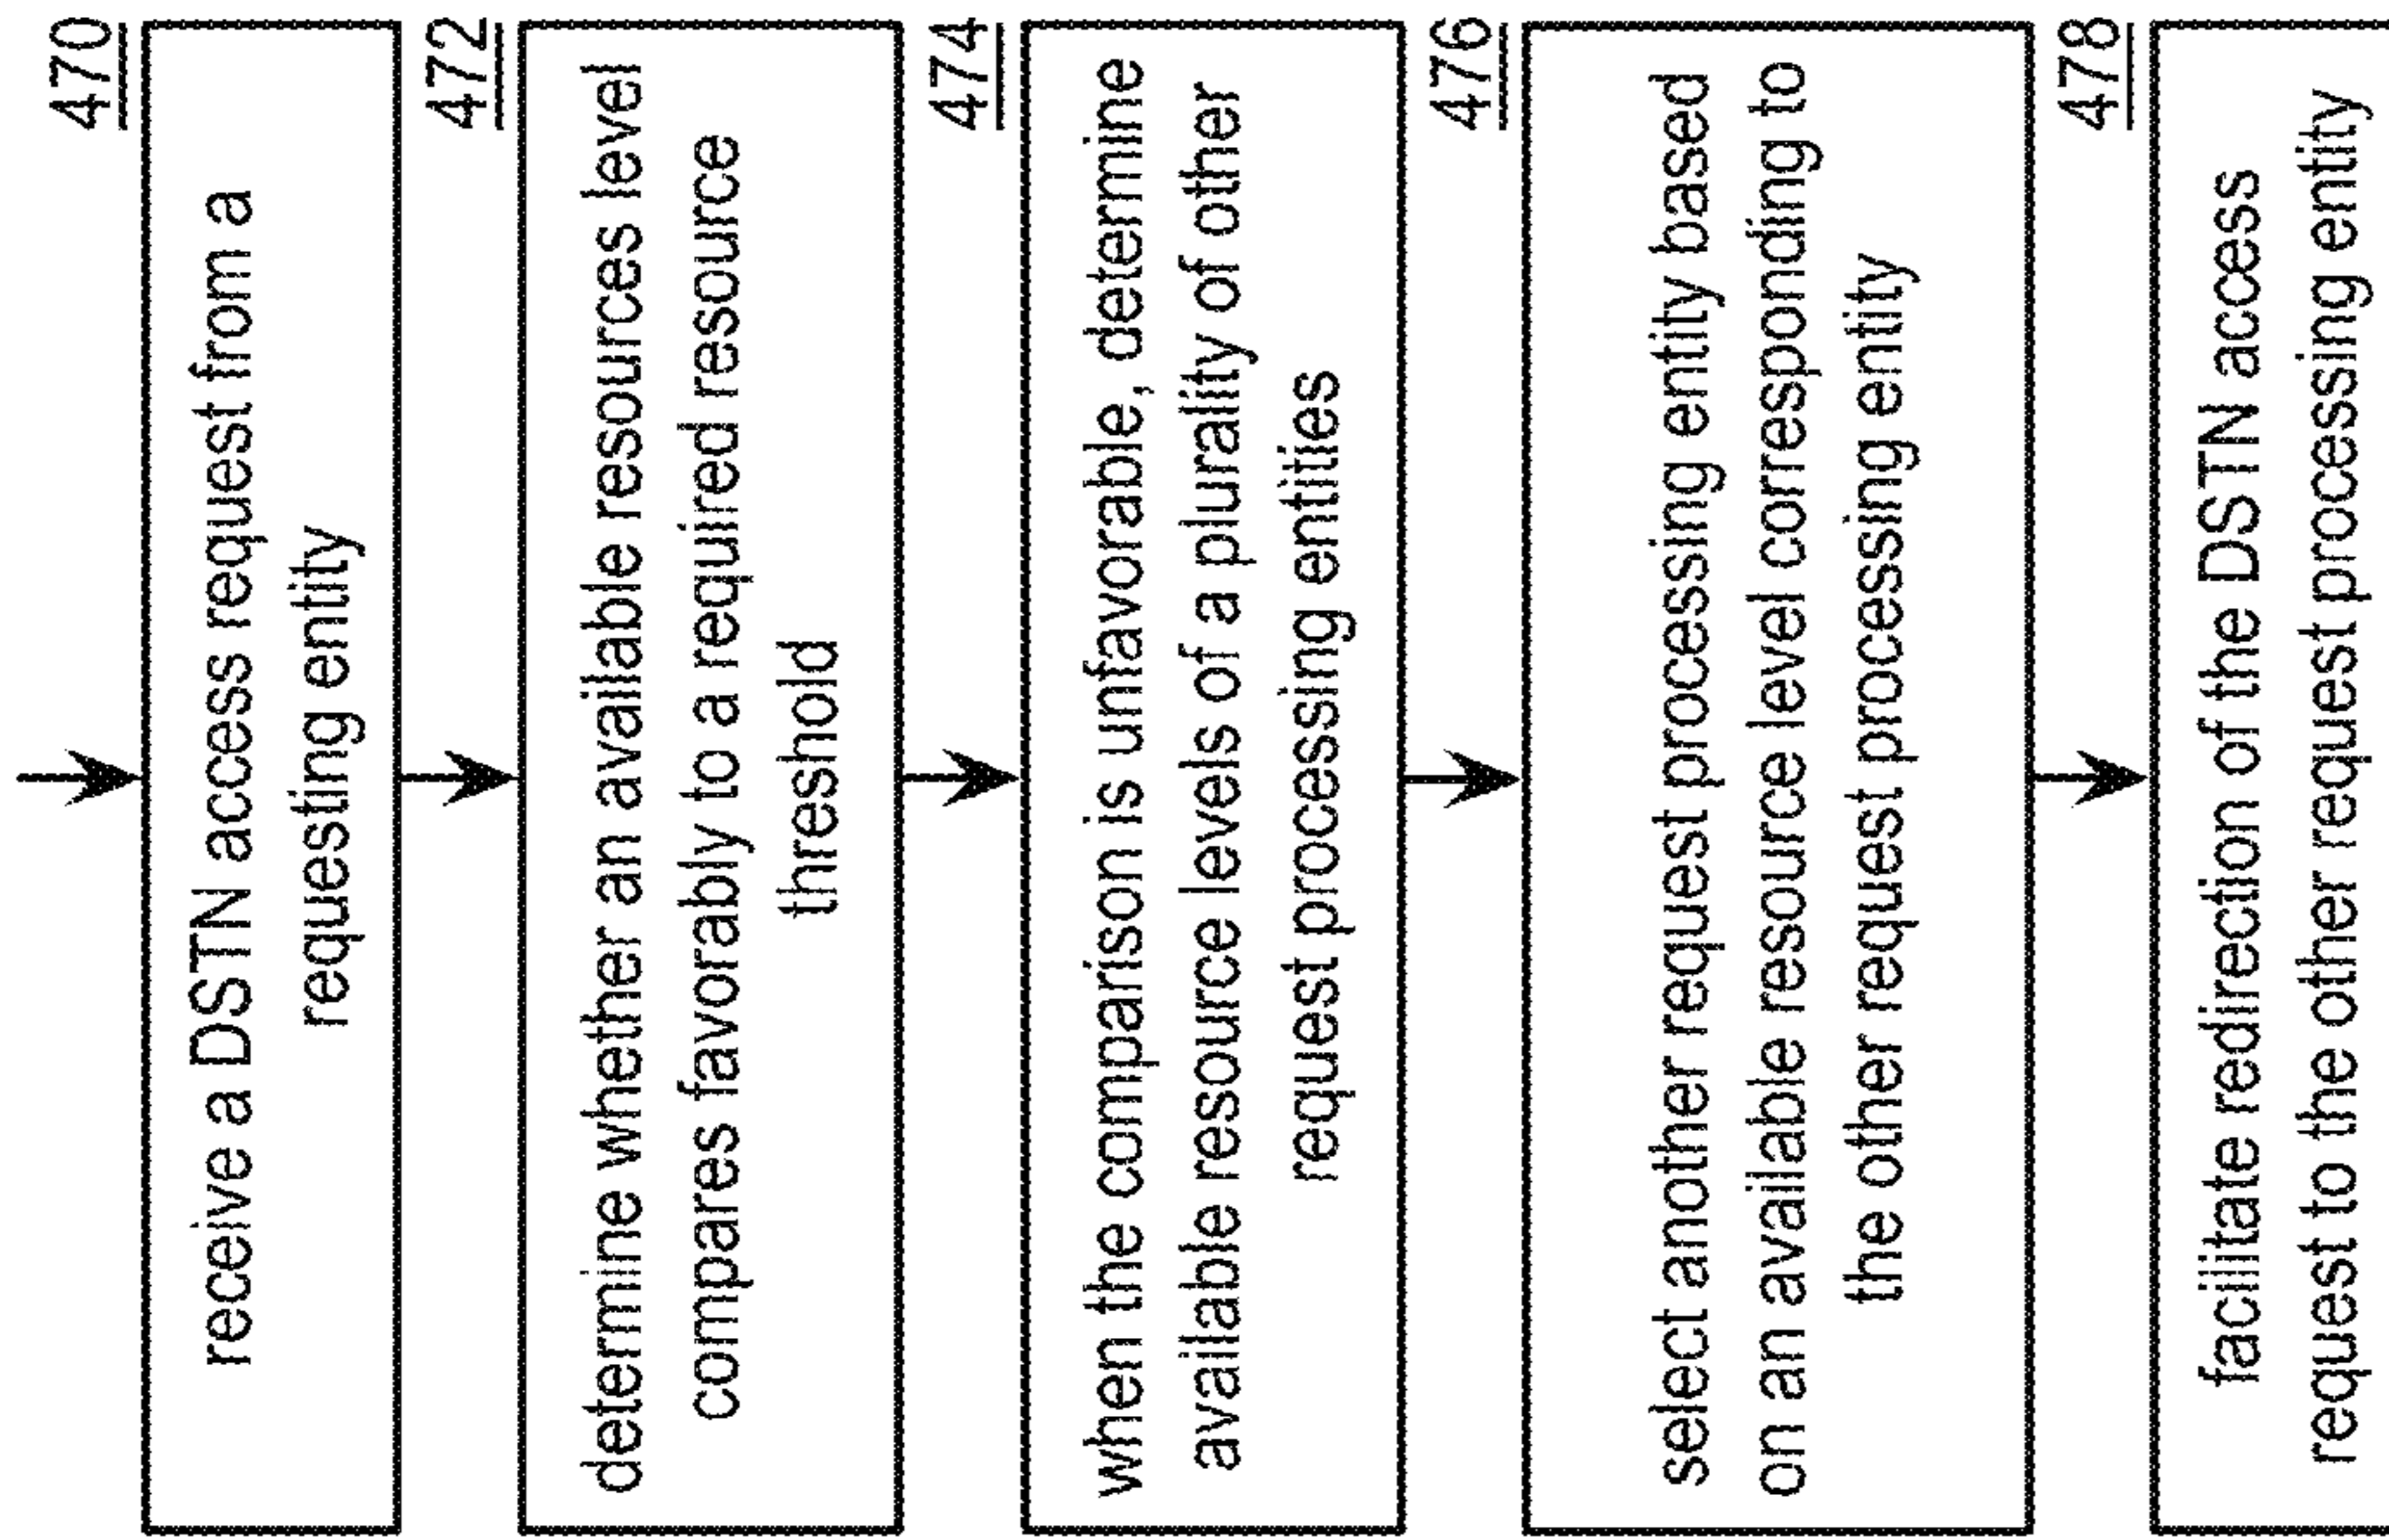 470
receive a DSTN access request from a
requesting entity
472
determine whether an available resources level
compares favorably to a required resource
threshold
474
when the comparison is unfavorable, determine
available resource levels of a plurality of other
request processing entities
476
select another request processing entity based
on an available resource level corresponding to
the other request processing entity
478
facilitate redirection of the DSTN access
request to the other request processing entity